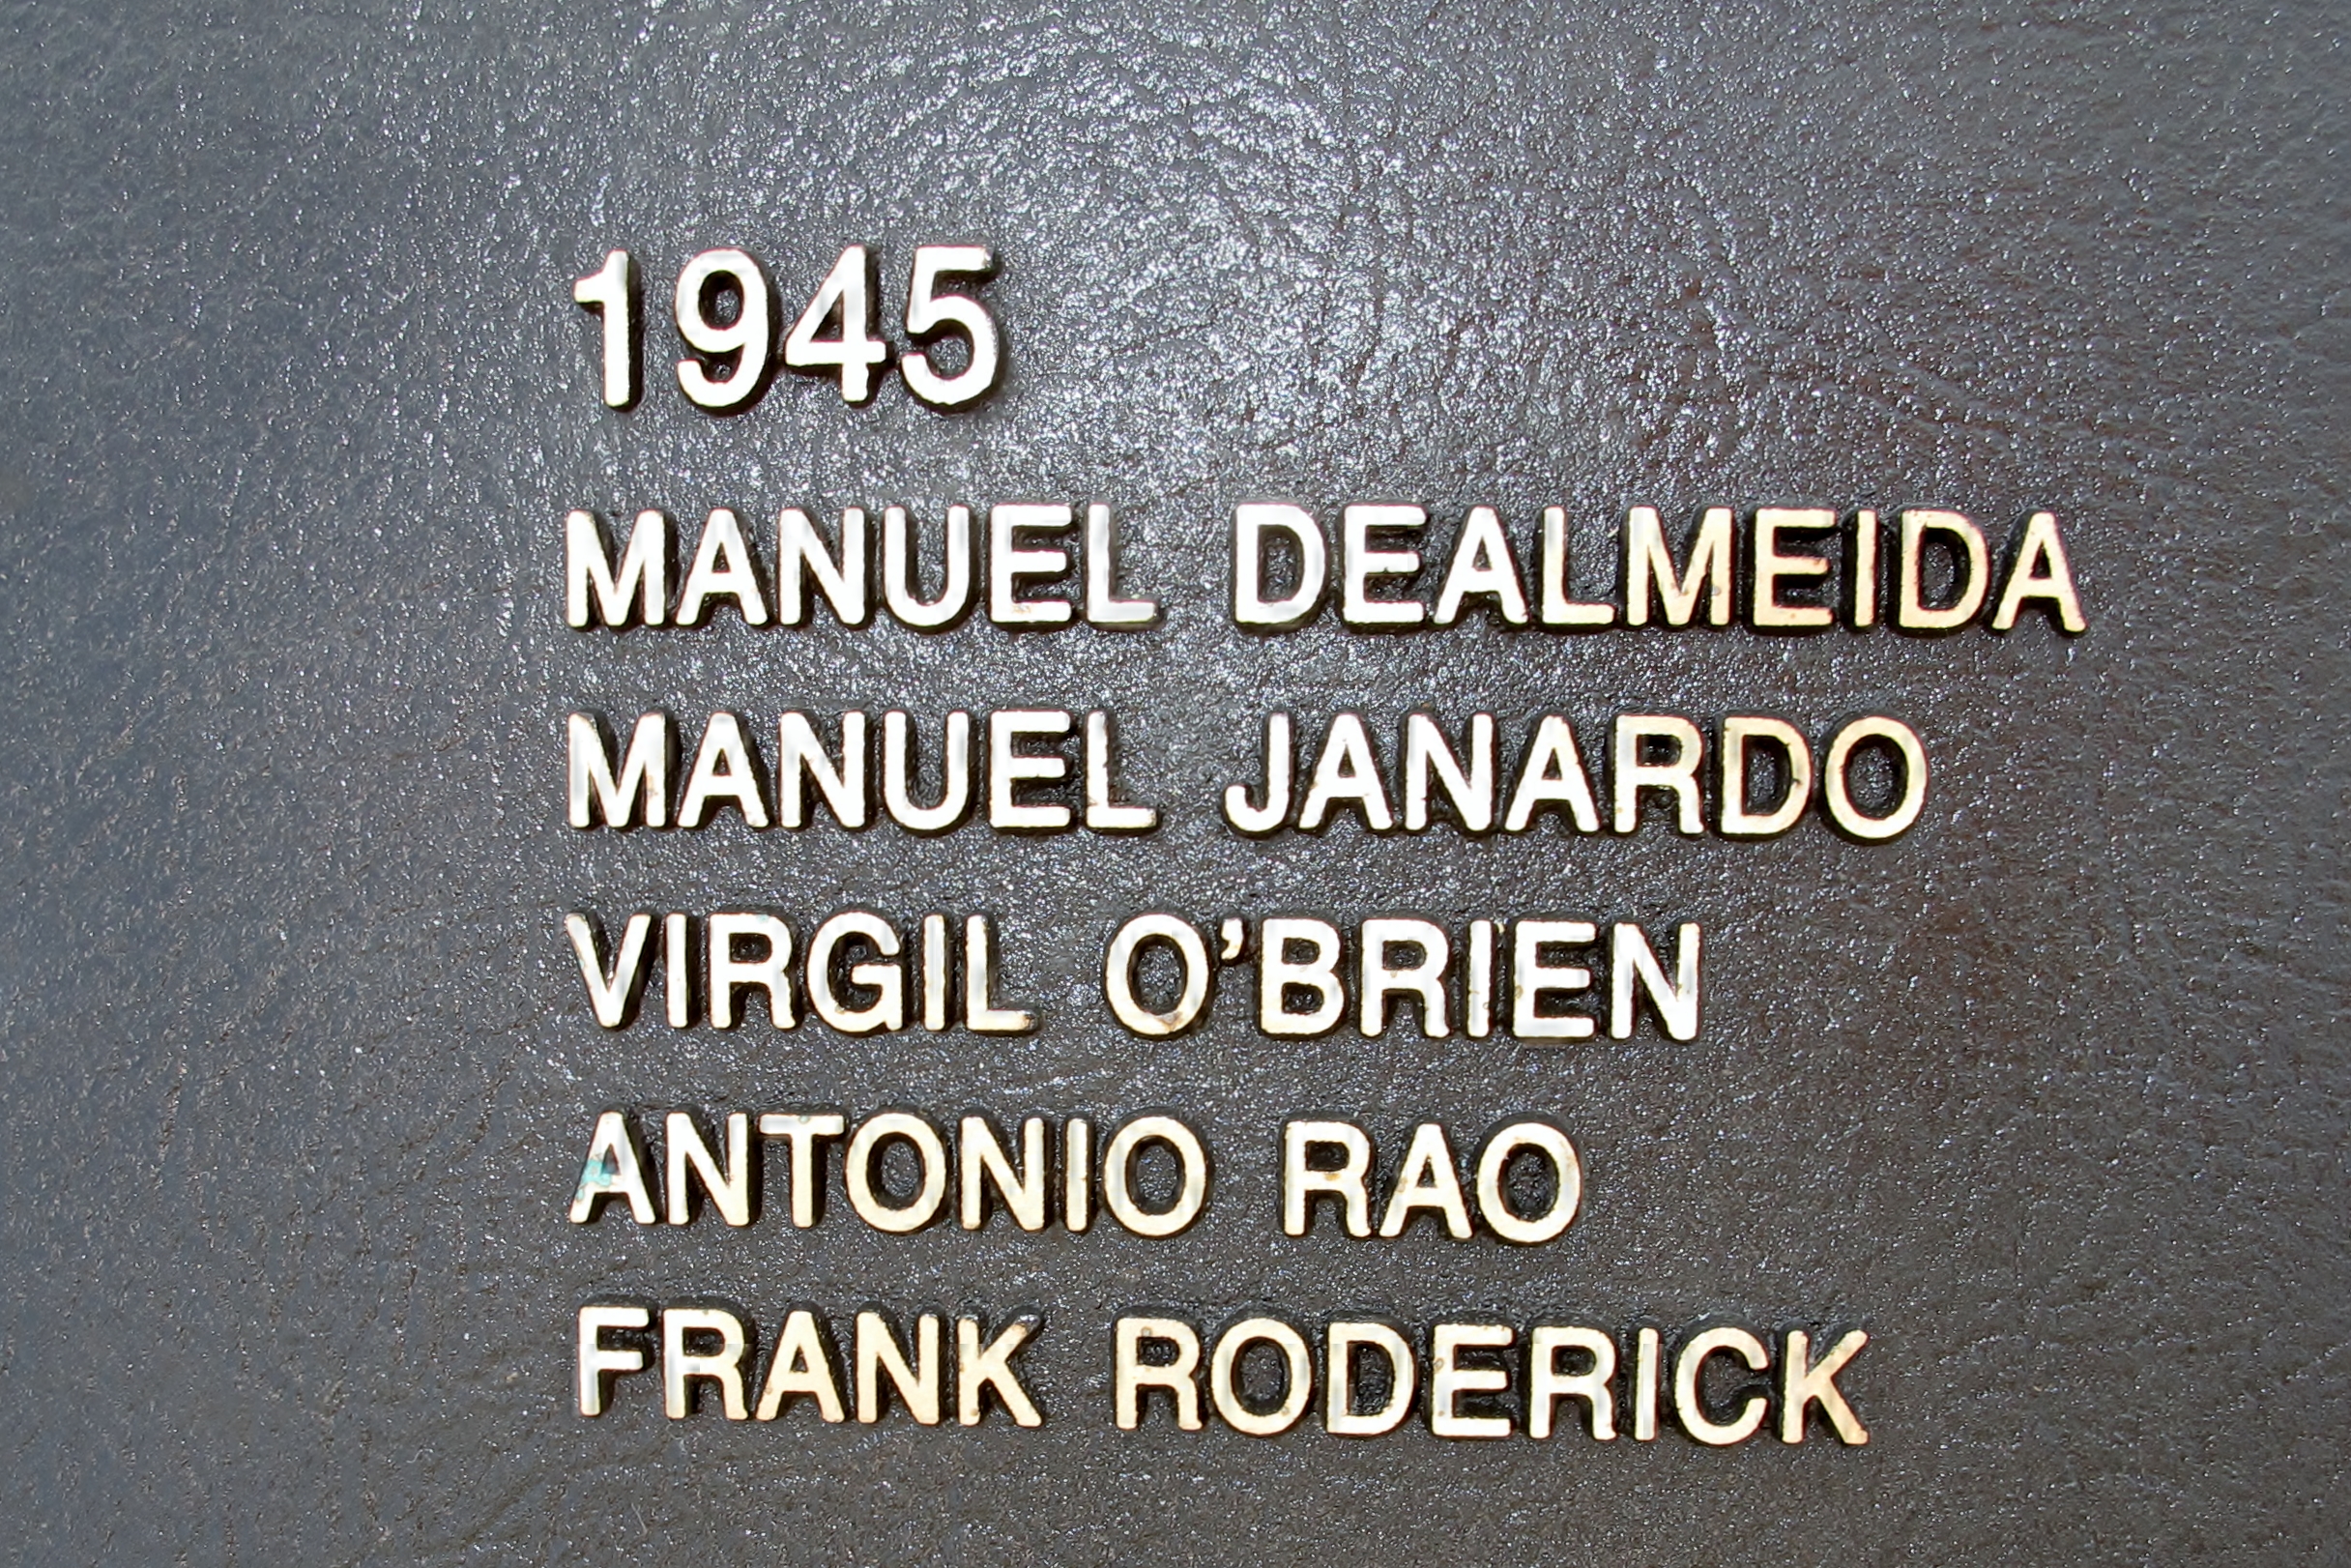 1945
MANUEL DEALMEIDA
MANUEL JANARDO
VIRGIL O'BRIEN
ANTONIO RAO
FRANK RODERICK